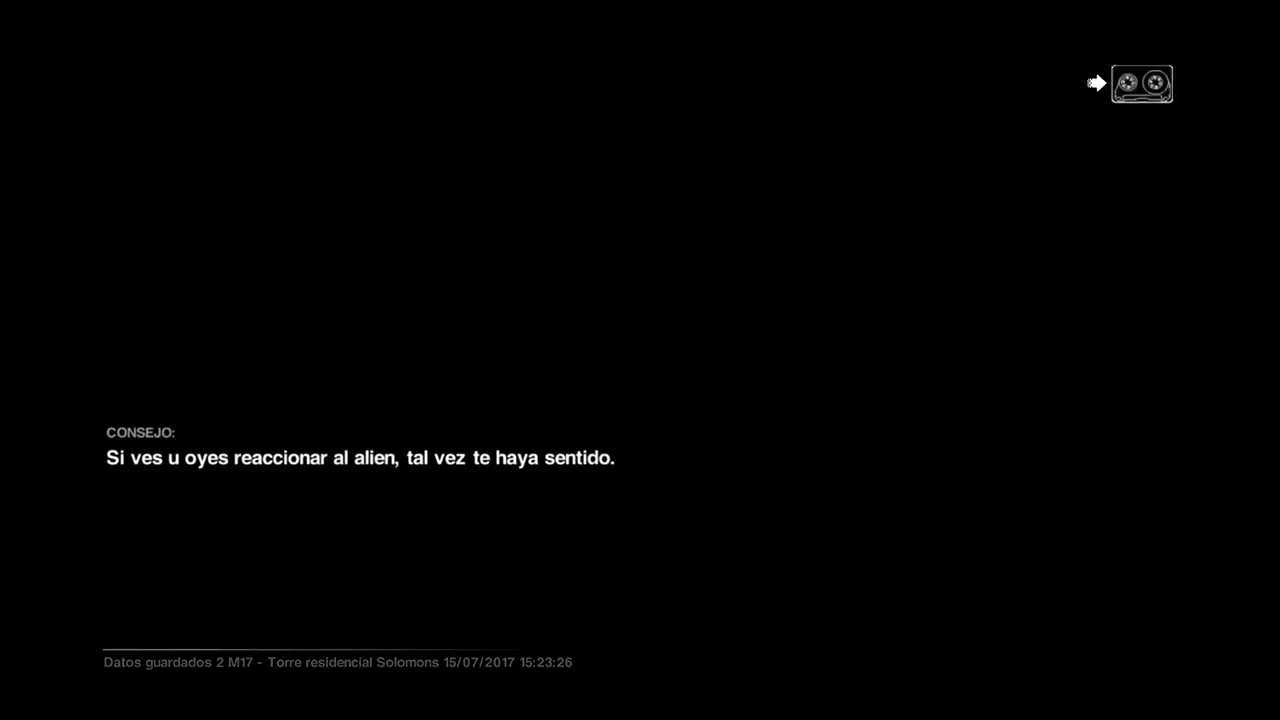 CONSEJO:
Si ves u oyes reaccionar al alien, tal vez te haya sentido.
Datos guardados 2 M17 - Torre residencial Solomons 15/07/2017 15:23:26